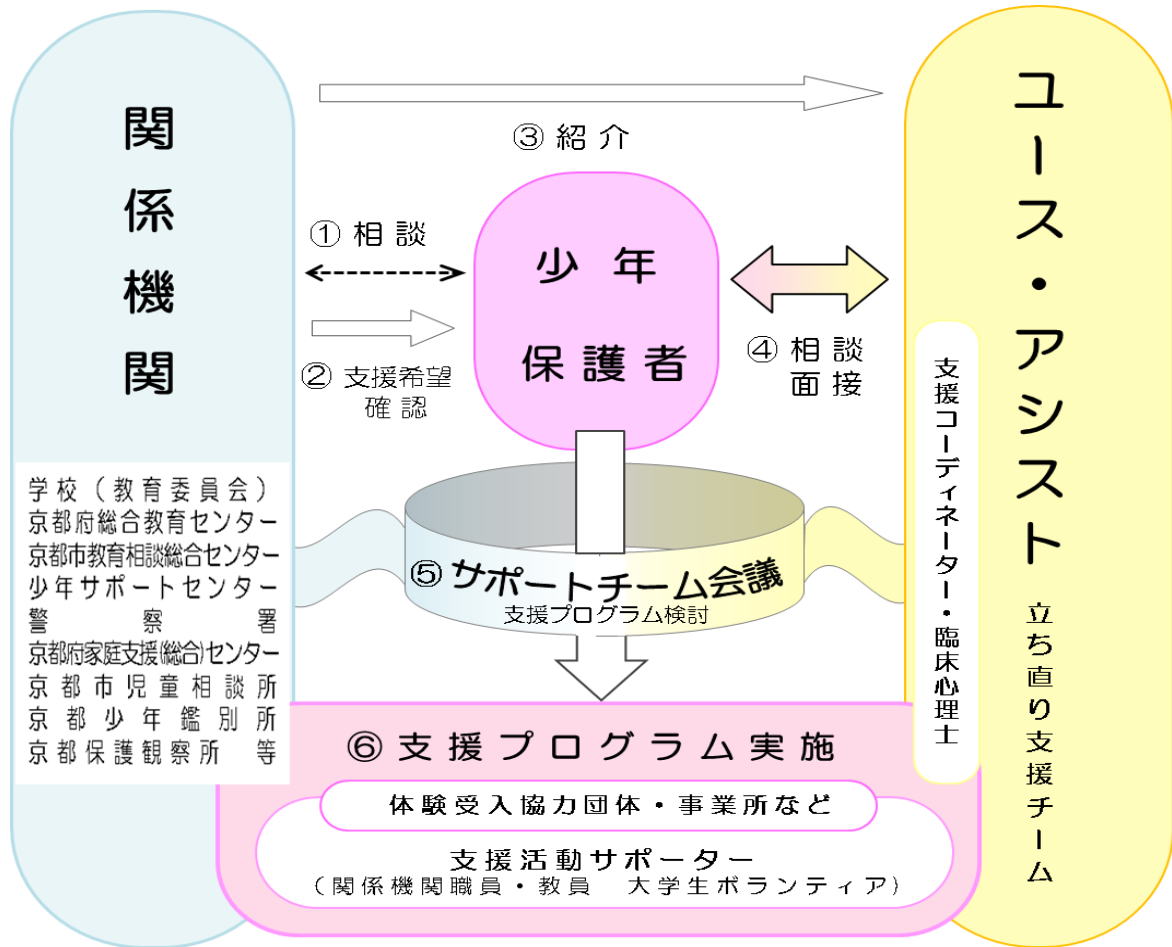 関係機関
学校（教育委員会）
京都府総合教育センター
京都市教育相談総合センター
少年サポートセンター
警察署
京都府家庭支援(総合)センター
京都市児童相談所
京都少年鑑別所
京都保護観察所　等
③ 紹介
① 相談
② 支援希望
確認
少年
保護者
④ 相談
面接
⑤ サポートチーム会議
支援プログラム検討
⑥ 支援プログラム実施
体験受入協力団体・事業所など
支援活動サポーター
（関係機関職員・教員　大学生ボランティア）
ユース・アシスト 立ち直り支援チーム
支援コーディネーター・臨床心理士